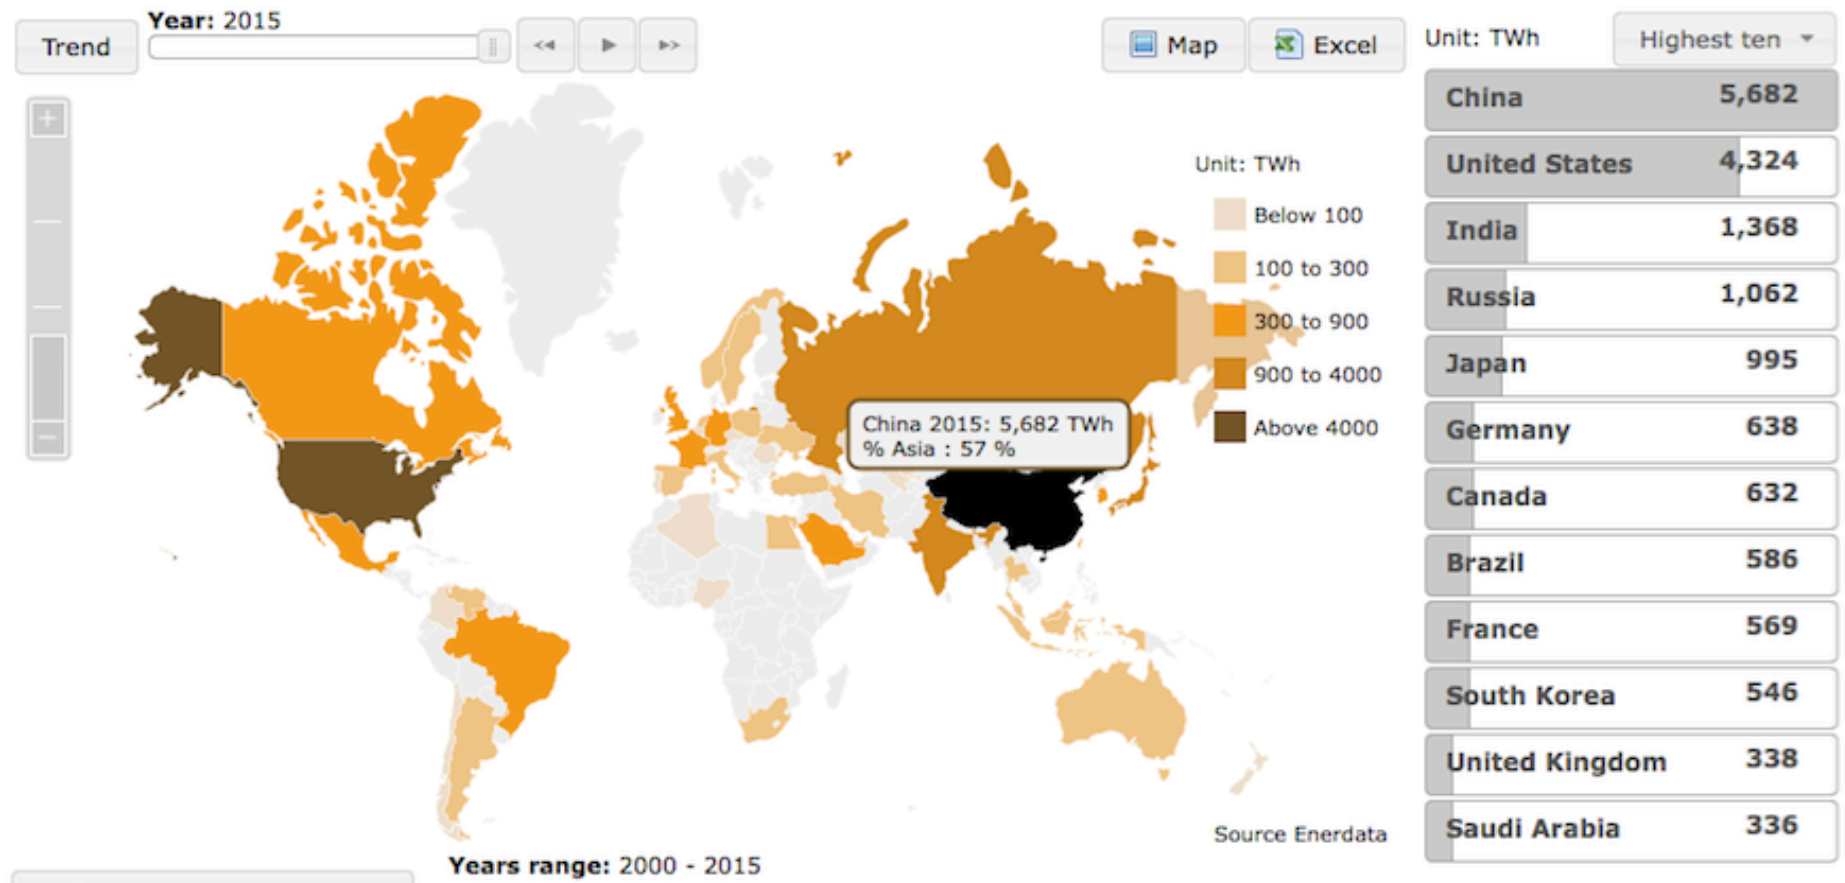 Trend
Year: 2015
Map
Excel
Unit: TWh
Highest ten
China 5,682
United States 4,324
India 1,368
Russia 1,062
Japan 995
Germany 638
Canada 632
Brazil 586
France 569
South Korea 546
United Kingdom 338
Saudi Arabia 336
Unit: TWh
Below 100
100 to 300
300 to 900
900 to 4000
Above 4000
China 2015: 5,682 TWh
% Asia : 57 %
Source Enerdata
Years range: 2000 - 2015